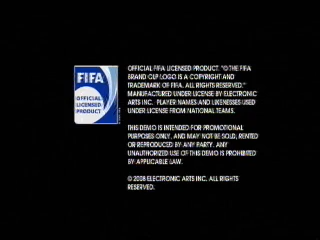 FIFA
OFFICIAL
LICENSED
PRODUCT
OFFICIAL FIFA LICENSED PRODUCT. "© THE FIFA
BRAND OLP LOGO IS A COPYRIGHT AND
TRADEMARK OF FIFA. ALL RIGHTS RESERVED."
MANUFACTURED UNDER LICENSE BY ELECTRONIC
ARTS INC. PLAYER NAMES AND LIKENESSES USED
UNDER LICENSE FROM NATIONAL TEAMS.
THIS DEMO IS INTENDED FOR PROMOTIONAL
PURPOSES ONLY, AND MAY NOT BE SOLD, RENTED
OR REPRODUCED BY ANY PARTY. ANY
UNAUTHORIZED USE OF THIS DEMO IS PROHIBITED
BY APPLICABLE LAW.
© 2008 ELECTRONIC ARTS INC. ALL RIGHTS
RESERVED.